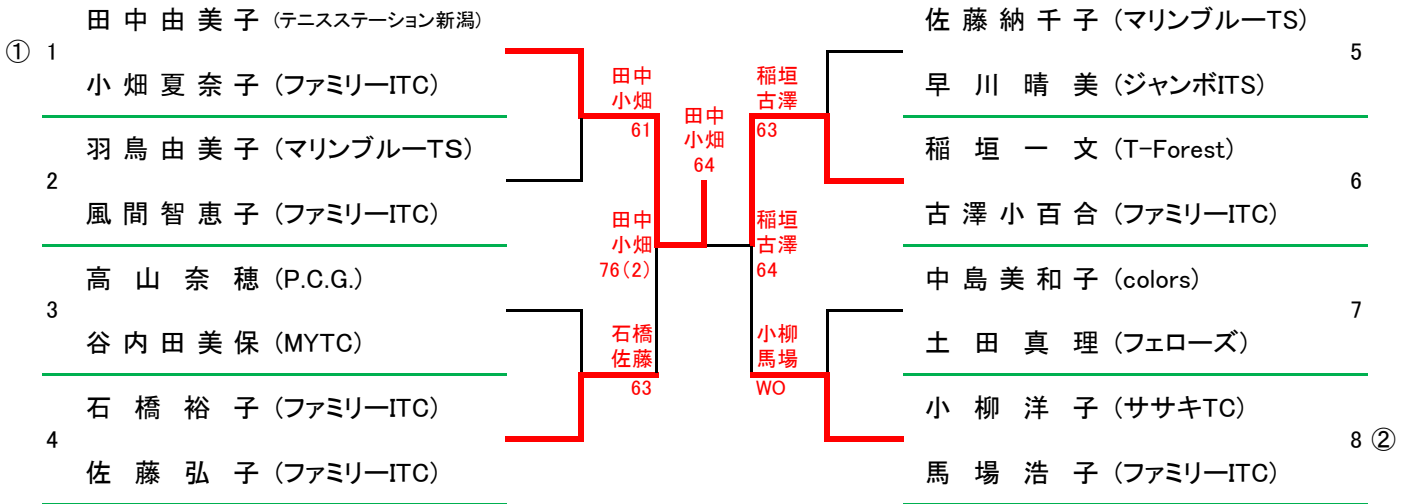 田中由美子 (テニスステーション新潟)
① 1
小畑夏奈子 (ファミリーITC)
羽鳥由美子 (マリンブルーTS)
2
風間智恵子 (ファミリーITC)
高山奈穂 (P.C.G.)
3
谷内田美保 (MYTC)
石橋裕子 (ファミリーITC)
4
佐藤弘子 (ファミリーITC)
田中
小畑
61
田中
小畑
76(2)
石橋
佐藤
63
田中
小畑
64
稲垣
古澤
63
稲垣
古澤
64
小柳
馬場
WO
佐藤納千子 (マリンブルーTS)
5
早川晴美 (ジャンボITS)
稲垣一文 (T-Forest)
6
古澤小百合 (ファミリーITC)
中島美和子 (colors)
7
土田真理 (フェローズ)
小柳洋子 (ササキTC)
8 ②
馬場浩子 (ファミリーITC)